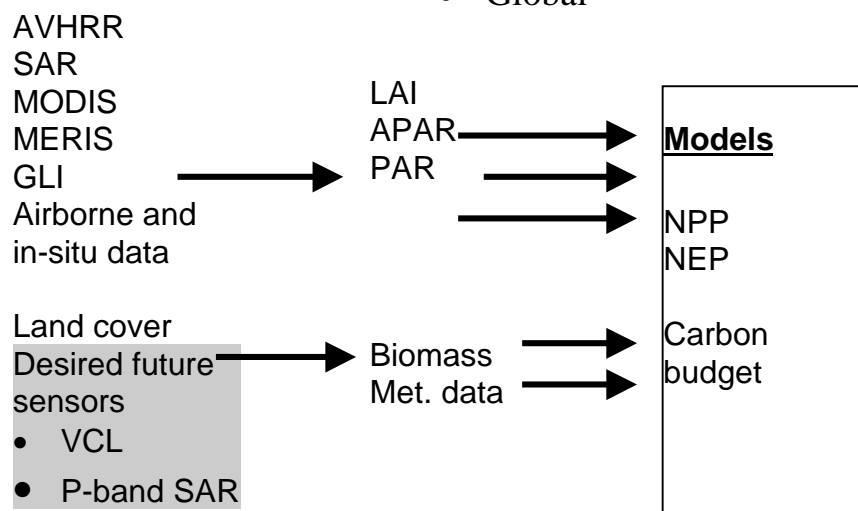 • Global
AVHRR
SAR
MODIS
MERIS
GLI
Airborne and
in-situ data
Land cover
Desired future
sensors
• VCL
• P-band SAR
LAI
APAR
PAR
Biomass
Met. data
Models
NPP
NEP
Carbon
budget